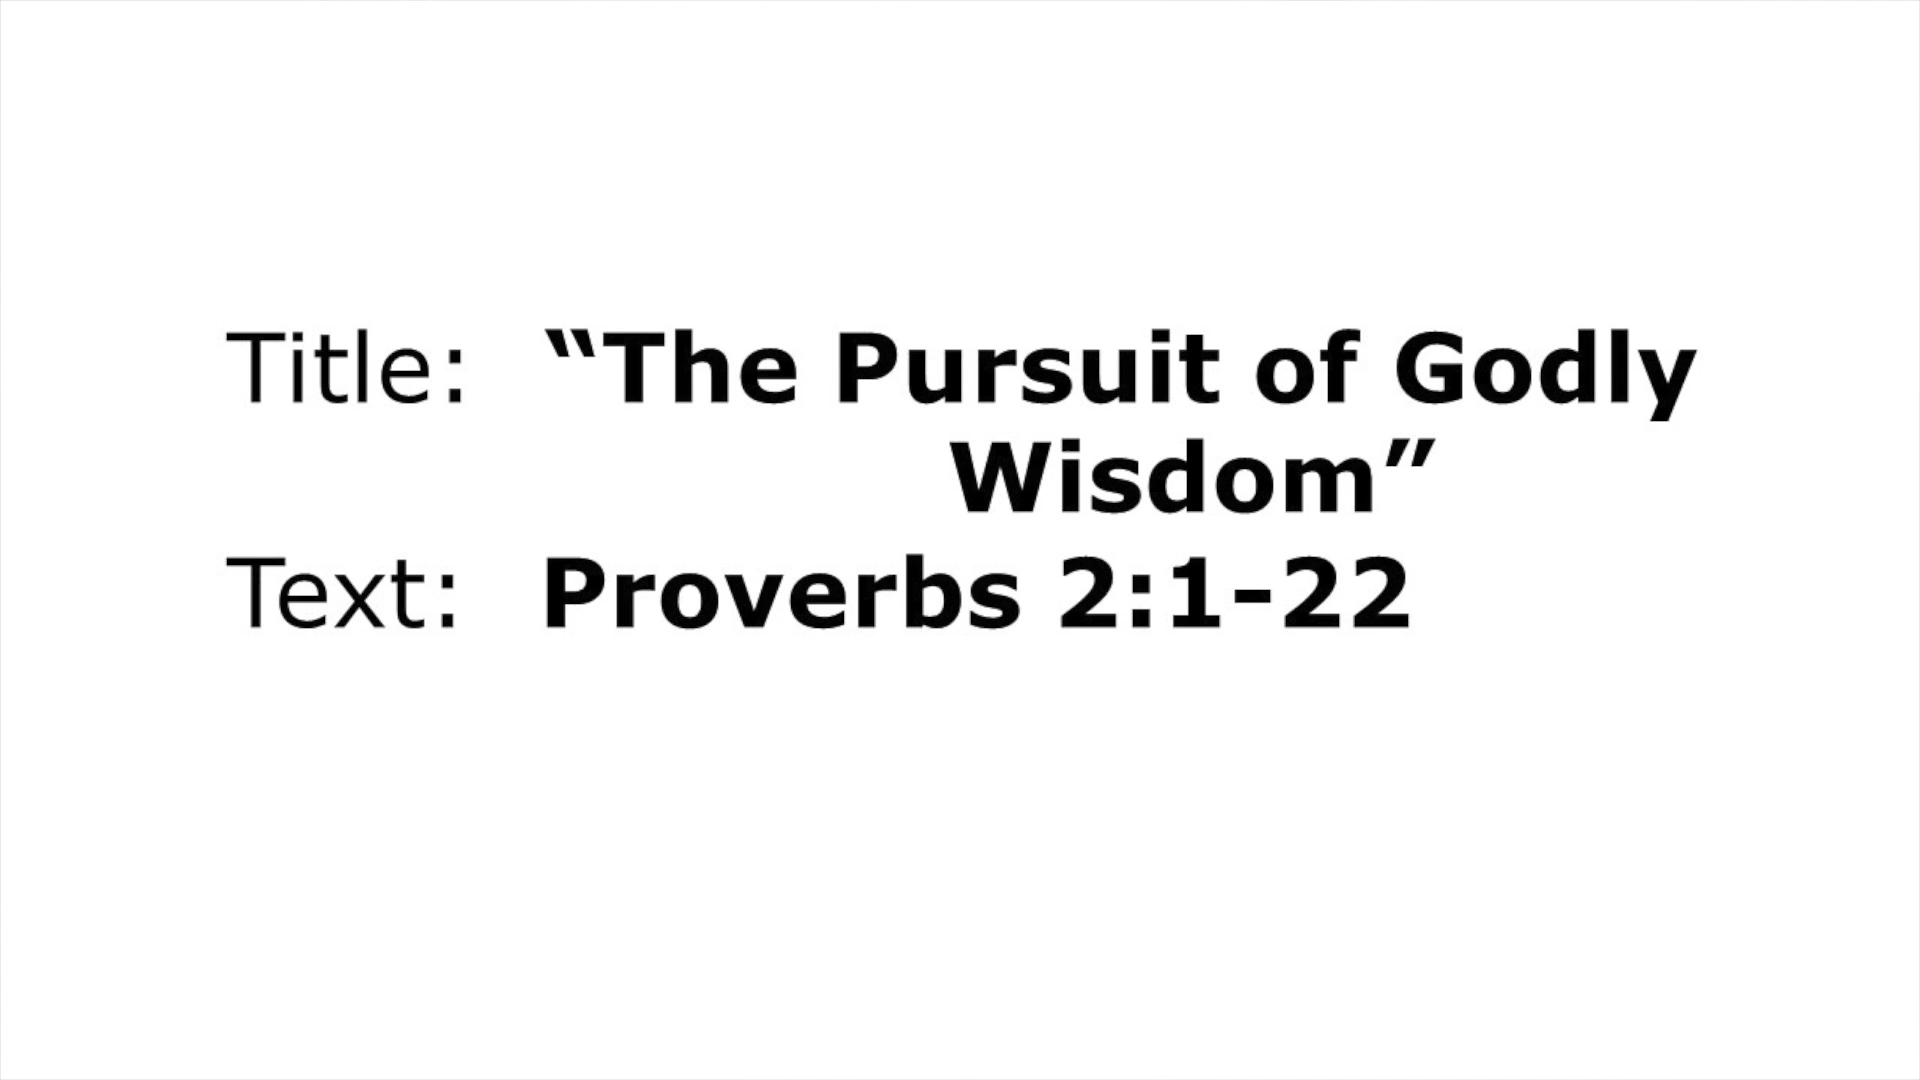 Title: “The Pursuit of Godly
Wisdom”
Text: Proverbs 2:1-22